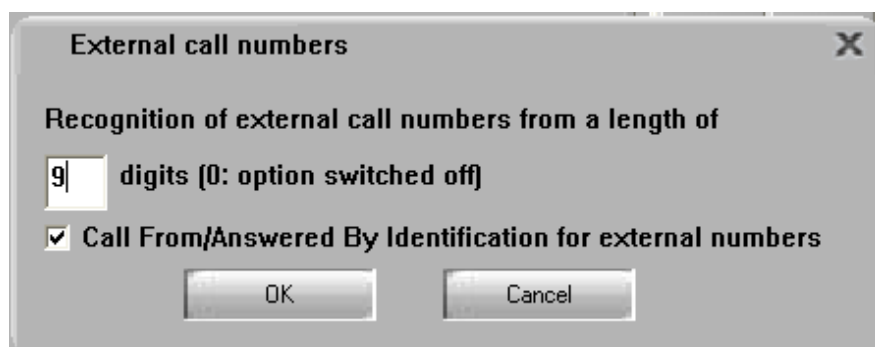 External call numbers
Recognition of external call numbers from a length of
9 digits (0: option switched off)
Call From/Answered By Identification for external numbers
OK Cancel